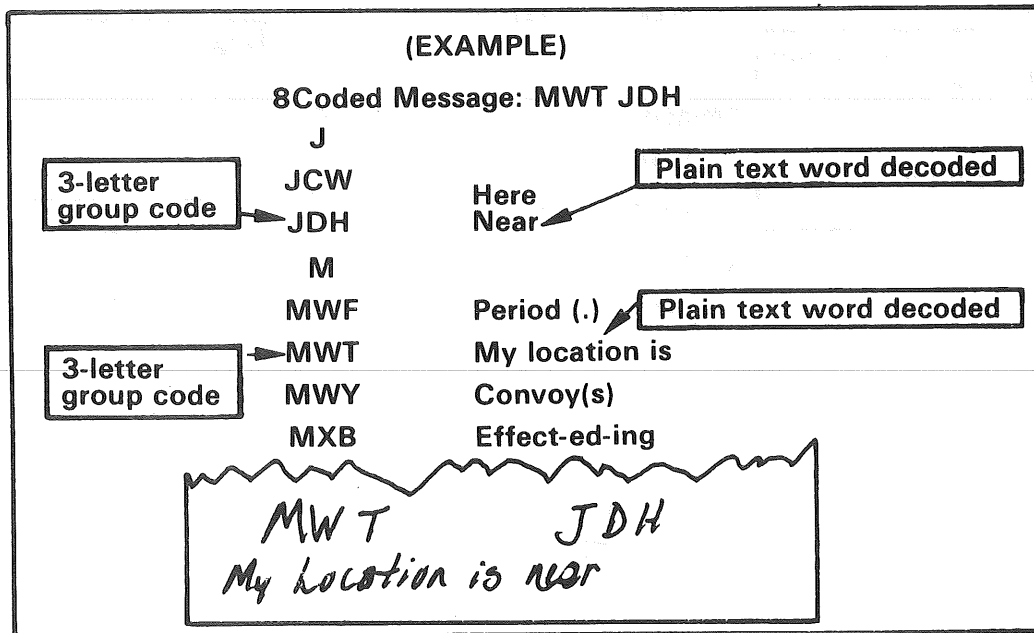 (EXAMPLE)
8Coded Message: MWT JDH
J
3-letter
group code
JCW Here
JDH Near
Plain text word decoded
M
MWF Period (.)
Plain text word decoded
3-letter
group code
MWT My location is
MWY Convoy(s)
MXB Effect-ed-ing
MWT JDH
My Location is near